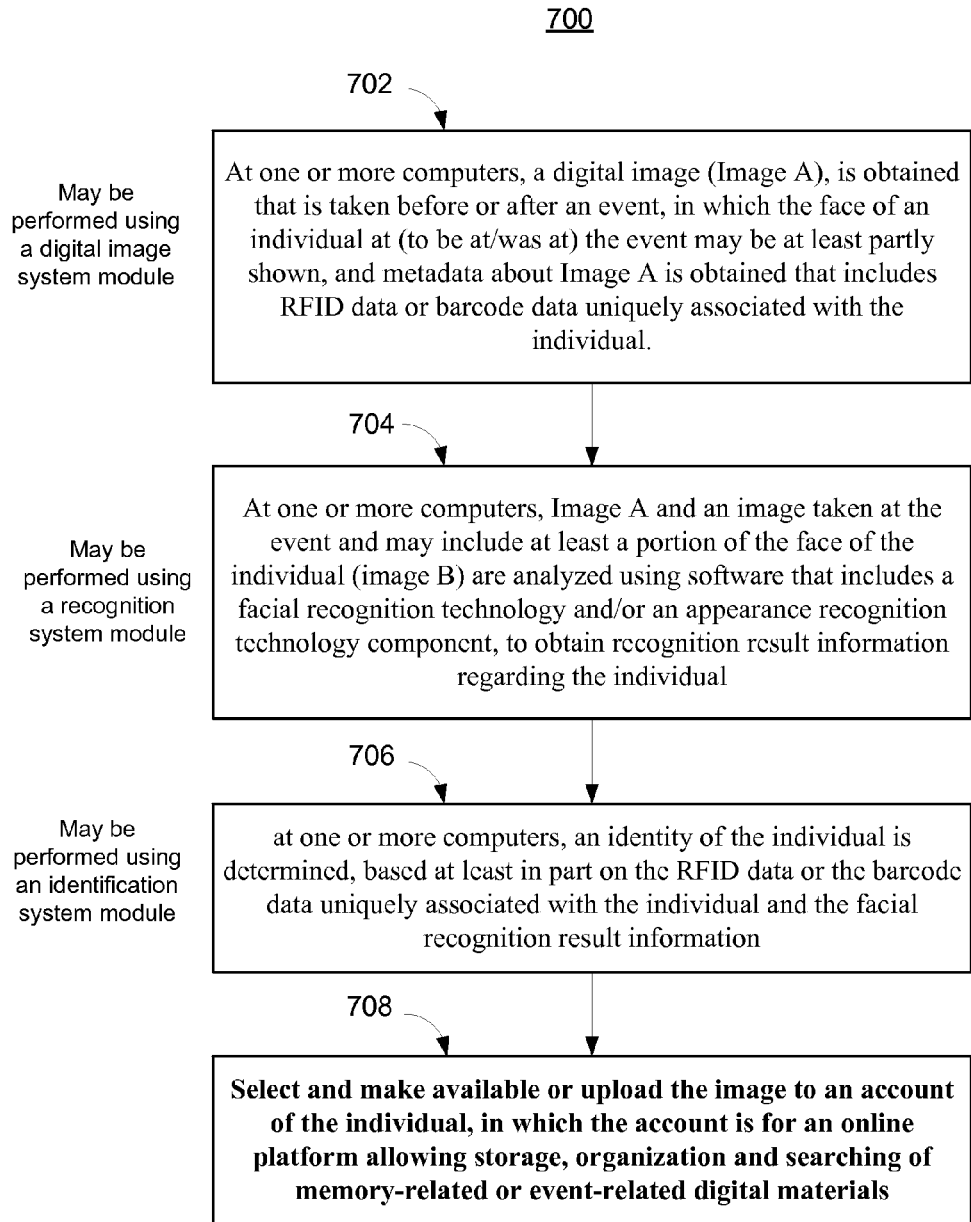 700
702
May be
performed using
a digital image
system module
At one or more computers, a digital image (Image A), is obtained
that is taken before or after an event, in which the face of an
individual at (to be at/was at) the event may be at least partly
shown, and metadata about Image A is obtained that includes
RFID data or barcode data uniquely associated with the
individual.
704
May be
performed using
a recognition
system module
At one or more computers, Image A and an image taken at the
event and may include at least a portion of the face of the
individual (image B) are analyzed using software that includes a
facial recognition technology and/or an appearance recognition
technology component, to obtain recognition result information
regarding the individual
706
May be
performed using
an identification
system module
at one or more computers, an identity of the individual is
determined, based at least in part on the RFID data or the barcode
data uniquely associated with the individual and the facial
recognition result information
708
Select and make available or upload the image to an account
of the individual, in which the account is for an online
platform allowing storage, organization and searching of
memory-related or event-related digital materials